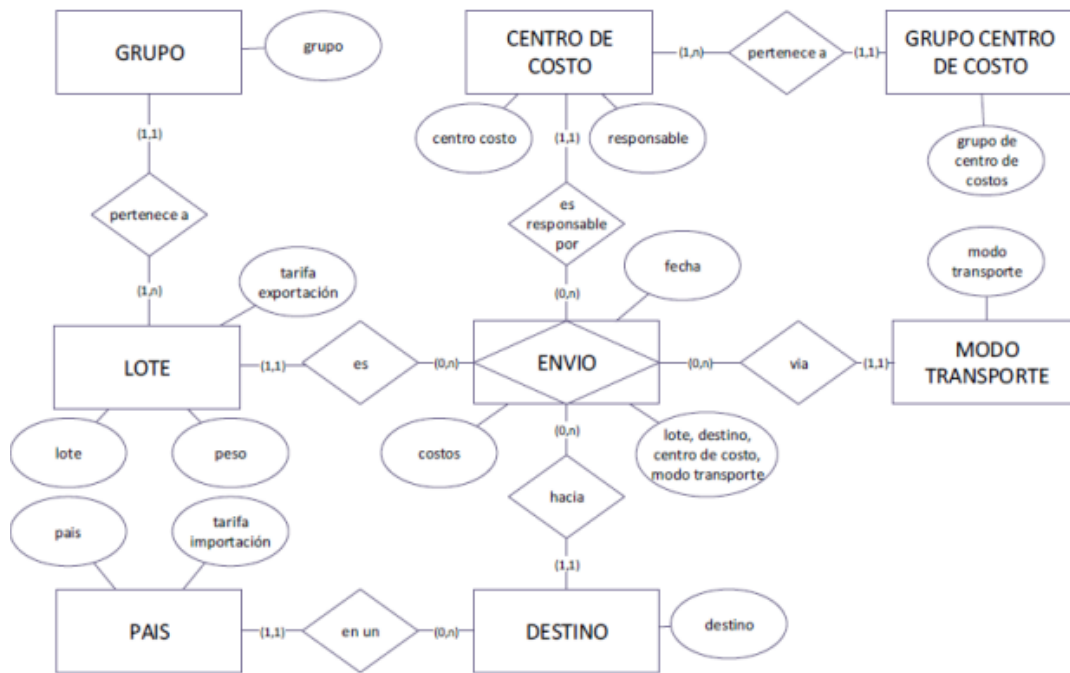 GRUPO
grupo
CENTRO DE
COSTO
(1,n)
pertenece a
(1,1)
GRUPO CENTRO
DE COSTO
centro costo
responsable
(1,1)
(1,1)
grupo de
centro de
costos
pertenece a
es
responsable
por
(1,n)
tarifa
exportación
(0,n)
fecha
modo
transporte
LOTE
(1,1)
es
(0,n)
ENVIO
(0,n)
via
(1,1)
MODO
TRANSPORTE
lote
peso
costos
(0,n)
lote, destino,
centro de costo,
modo transporte
hacia
pais
tarifa
importación
(1,1)
PAIS
(1,1)
en un
(0,n)
DESTINO
destino